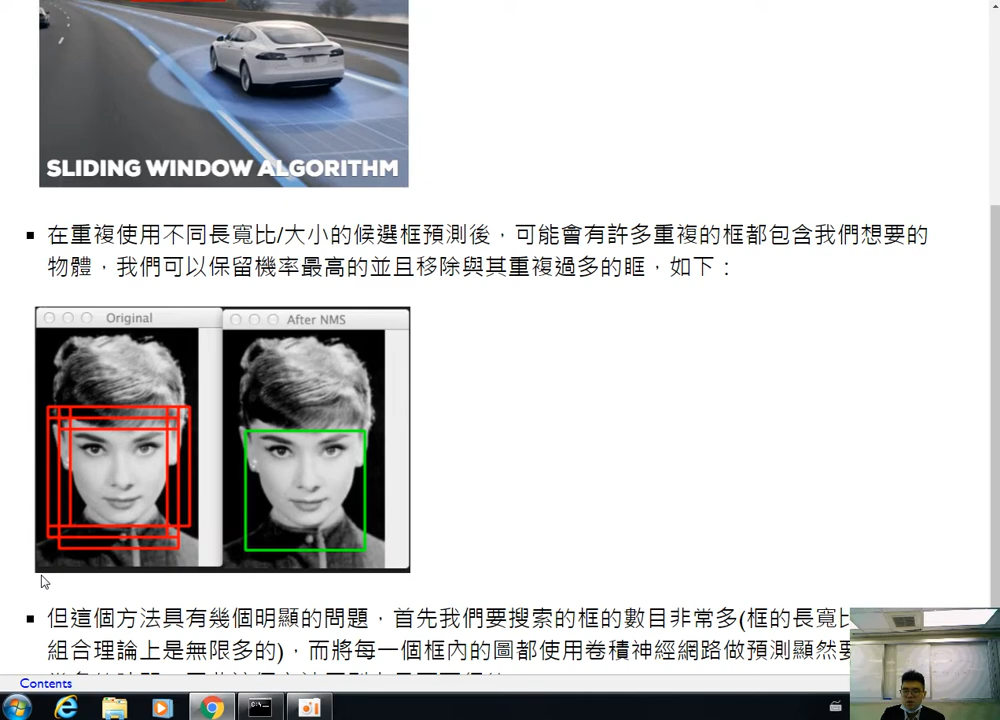 SLIDING WINDOW ALGORITHM
在重複使用不同長寬比/大小的候選框預測後，可能會有許多重複的框都包含我們想要的
物體，我們可以保留機率最高的並且移除與其重複過多的眶，如下：
Original
After NMS
但這個方法具有幾個明顯的問題，首先我們要搜索的框的數目非常多(框的長寬比
組合理論上是無限多的)，而將每一個框內的圖都使用卷積神經網路做預測顯然要
Contents